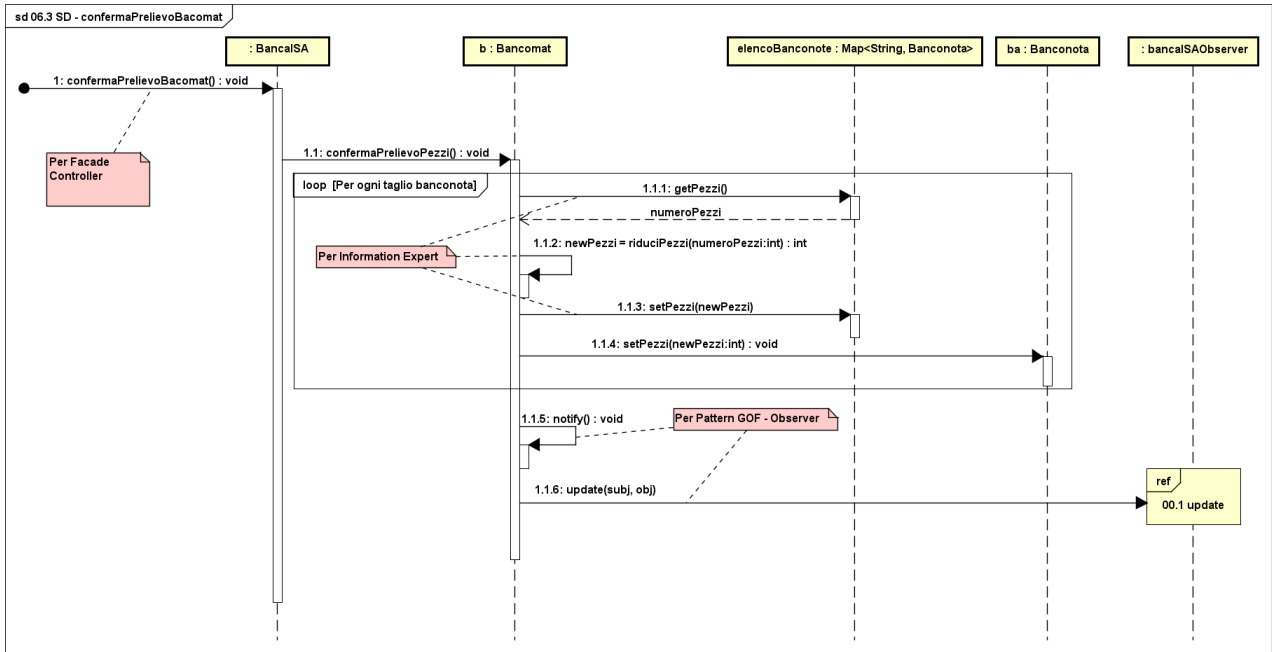 sd 06.3 SD - confermaPrelievoBacomat
: BancaISA
b : Bancomat
elencoBanconote : Map<String, Banconota>
ba : Banconota
: bancaISAObserver
1: confermaPrelievoBacomat() : void
Per Facade
Controller
1.1: confermaPrelievoPezzi() : void
loop [Per ogni taglio banconota]
1.1.1: getPezzi()
numeroPezzi
1.1.2: newPezzi = riduciPezzi(numeroPezzi:int) : int
Per Information Expert
1.1.3: setPezzi(newPezzi)
1.1.4: setPezzi(newPezzi:int) : void
1.1.5: notify() : void
Per Pattern GOF - Observer
1.1.6: update(subj, obj)
ref
00.1 update